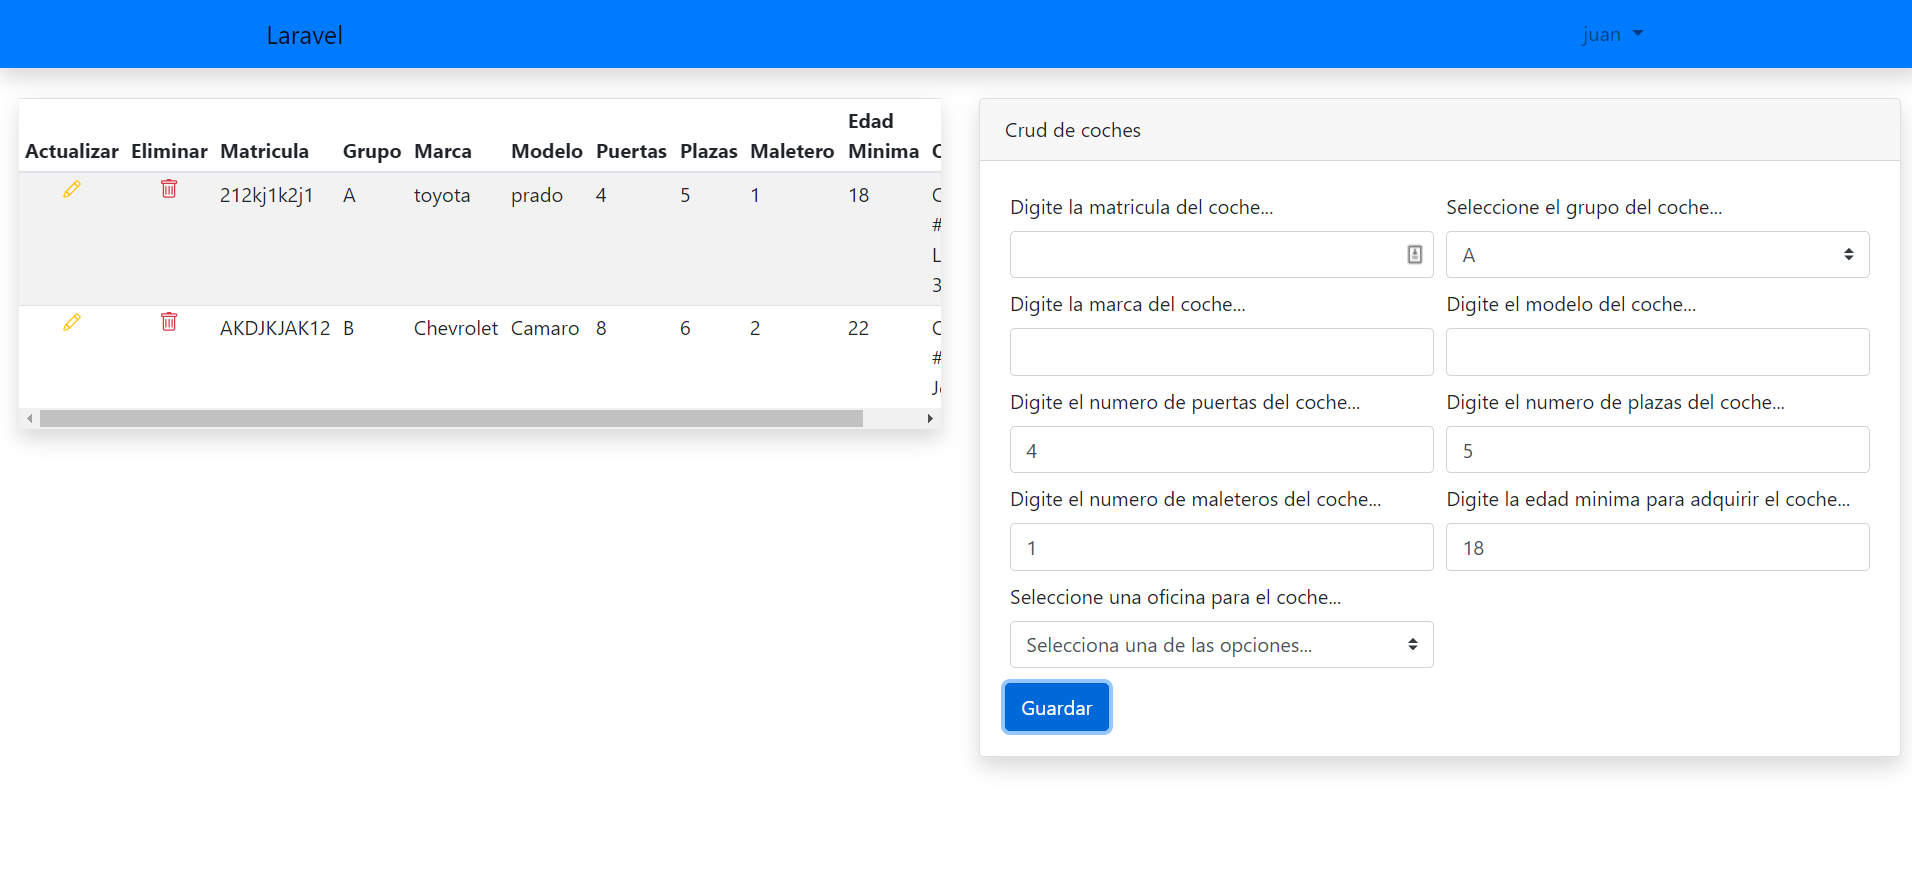 Laravel
juan
Edad
Actualizar Eliminar Matricula Grupo Marca Modelo Puertas Plazas Maletero Minima
212kj1k2j1 A toyota prado 4 5 1 18
#
L
3
AKDJKJAK12 B Chevrolet Camaro 8 6 2 22
#
Crud de coches
Digite la matricula del coche... Seleccione el grupo del coche...
A
Digite la marca del coche... Digite el modelo del coche...
Digite el numero de puertas del coche... Digite el numero de plazas del coche...
4 5
Digite el numero de maleteros del coche... Digite la edad minima para adquirir el coche...
1 18
Seleccione una oficina para el coche...
Selecciona una de las opciones...
Guardar